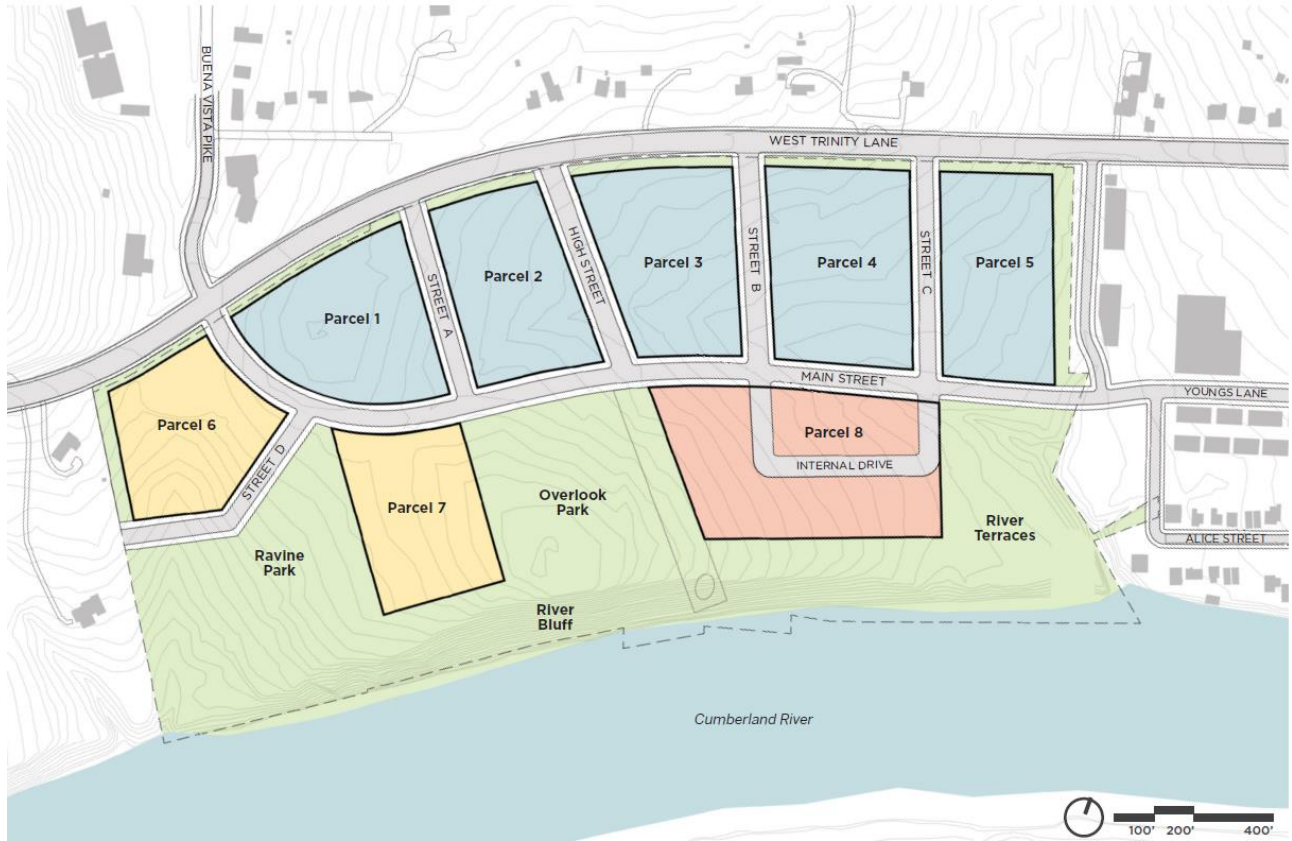 BUENA VISTA PIKE
WEST TRINITY LANE
Parcel 1
STREET A
Parcel 2
HIGH STREET
Parcel 3
STREET B
Parcel 4
STREET C
Parcel 5
MAIN STREET
YOUNGS LANE
Parcel 6
STREET D
Parcel 7
Parcel 8
INTERNAL DRIVE
Overlook
Park
River
Terraces
ALICE STREET
Ravine
Park
River
Bluff
Cumberland River
100' 200' 400'